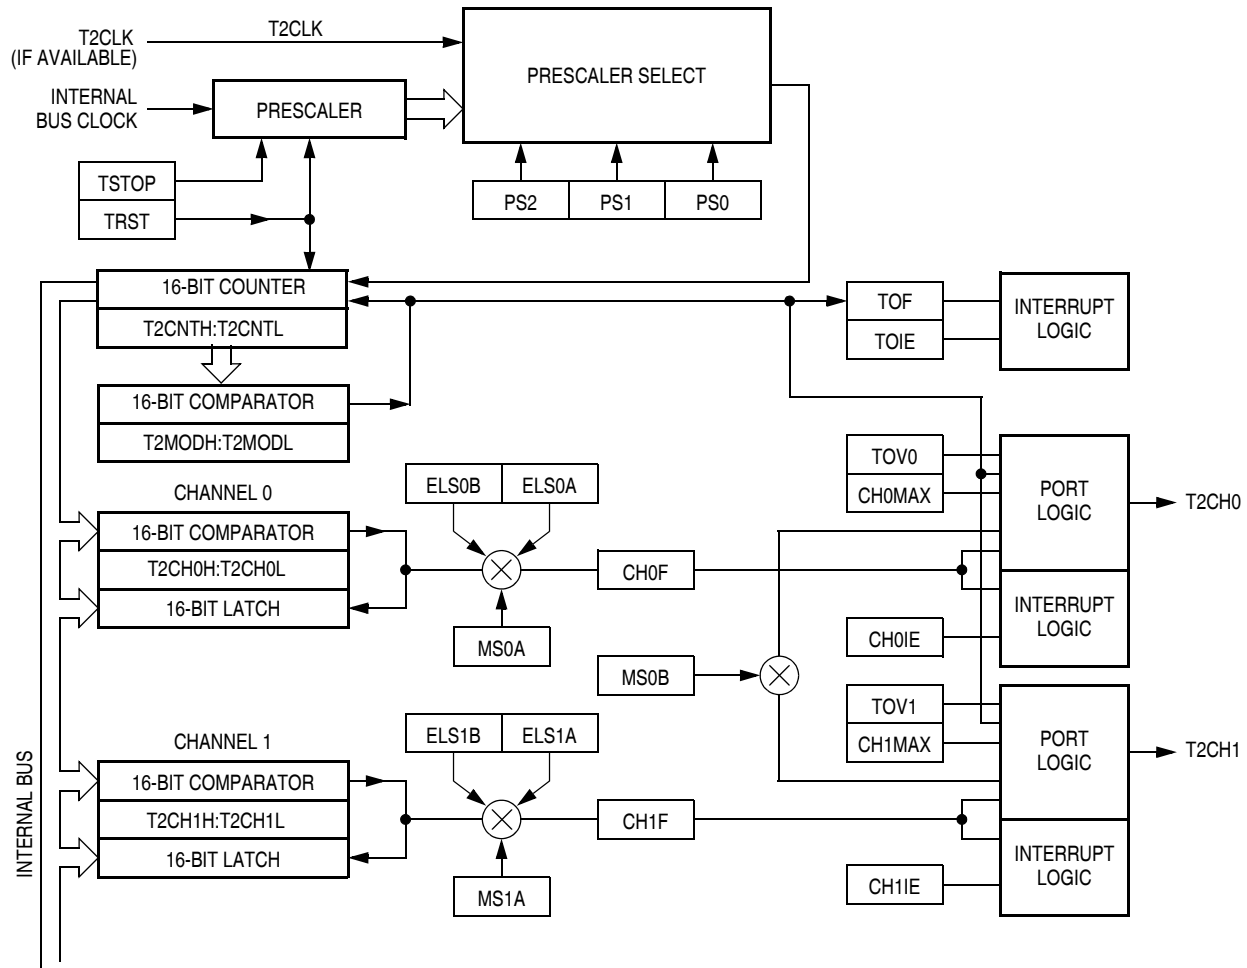 T2CLK
(IF AVAILABLE)
T2CLK
PRESCALER SELECT
INTERNAL
BUS CLOCK
PRESCALER
TSTOP
TRST
PS2
PS1
PS0
16-BIT COUNTER
T2CNTH:T2CNTL
TOF
TOIE
INTERRUPT
LOGIC
16-BIT COMPARATOR
T2MODH:T2MODL
CHANNEL 0
16-BIT COMPARATOR
T2CH0H:T2CH0L
16-BIT LATCH
ELS0B
ELS0A
MS0A
CH0F
TOV0
CH0MAX
PORT
LOGIC
T2CH0
INTERRUPT
LOGIC
CH0IE
MS0B
CHANNEL 1
16-BIT COMPARATOR
T2CH1H:T2CH1L
16-BIT LATCH
ELS1B
ELS1A
MS1A
CH1F
TOV1
CH1MAX
PORT
LOGIC
T2CH1
INTERRUPT
LOGIC
CH1IE
INTERNAL BUS